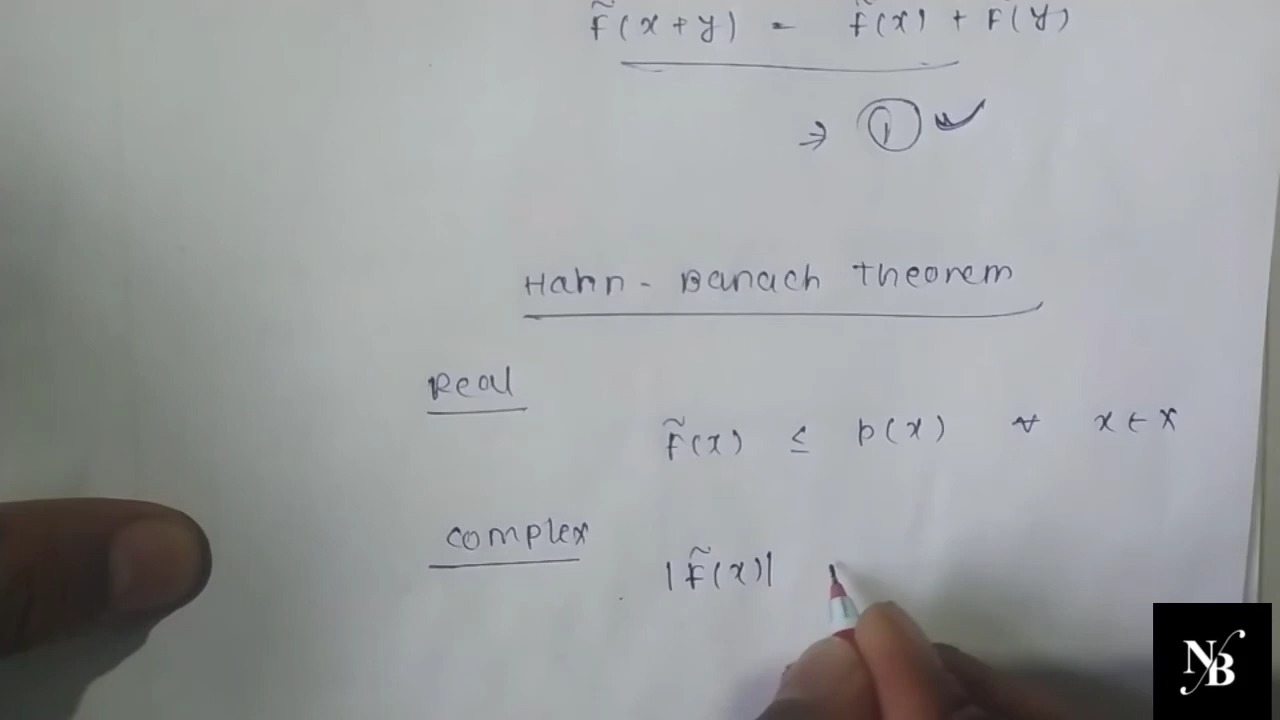 f̃(x+y) = f̃(x) + f̃(y)
⇒ ① ✓
Hahn - Banach Theorem
Real
f̃(x) ≤ p(x) ∀ x ∈ X
Complex
|f̃(x)|
NB